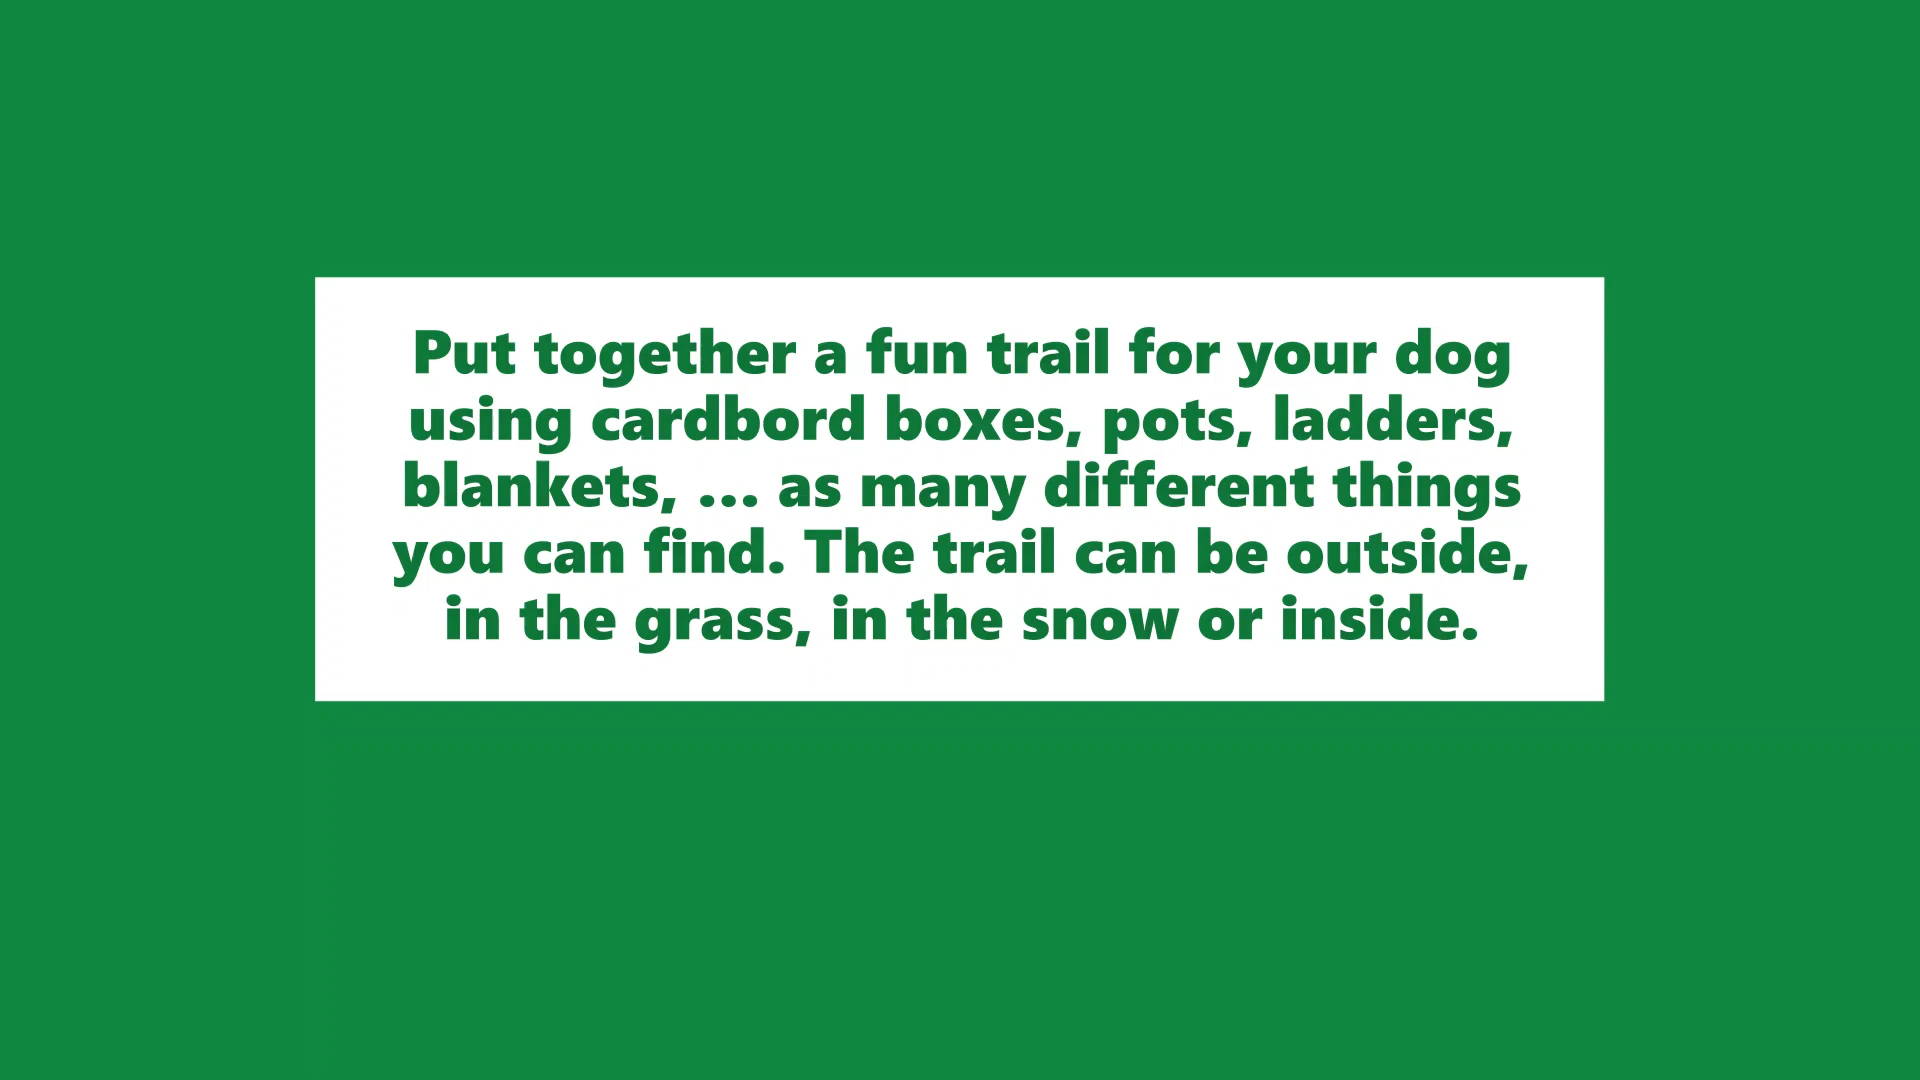 Put together a fun trail for your dog
using cardbord boxes, pots, ladders,
blankets, ... as many different things
you can find. The trail can be outside,
in the grass, in the snow or inside.